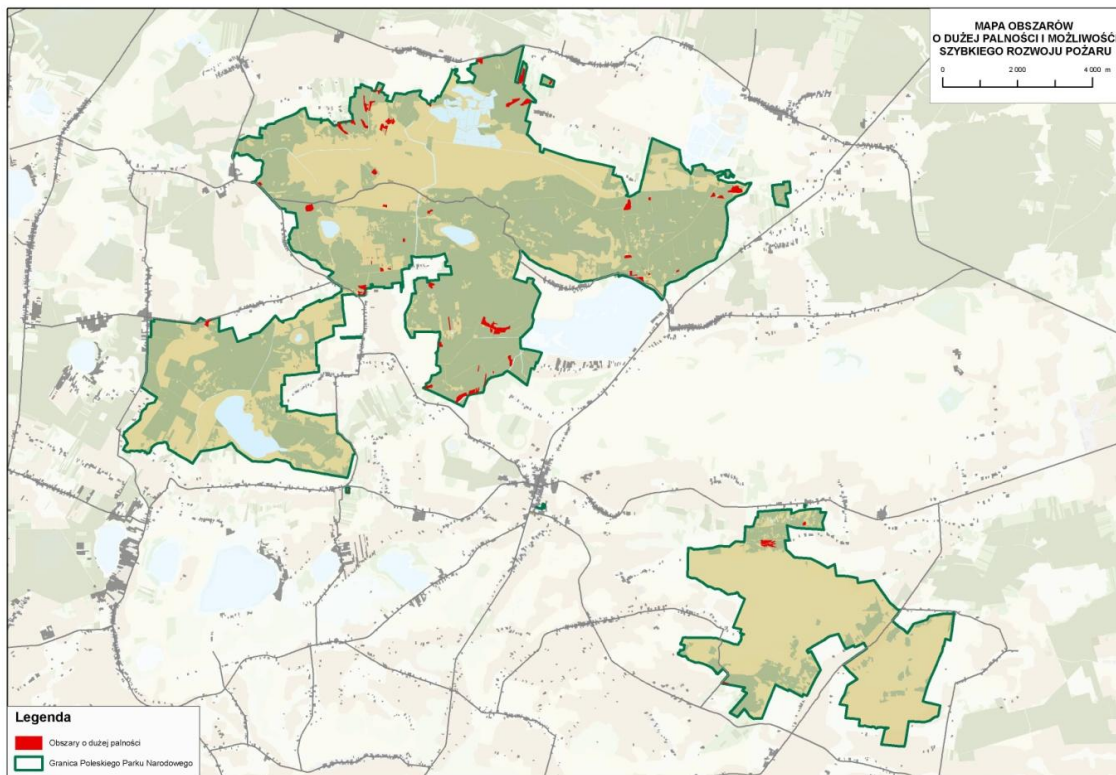 MAPA OBSZARÓW
O DUŻEJ PALNOŚCI I MOŻLIWOŚĆ
SZYBKIEGO ROZWOJU POŻARU
0 2 000 4 000 m
Legenda
Obszary o dużej palności
Granica Poleskiego Parku Narodowego